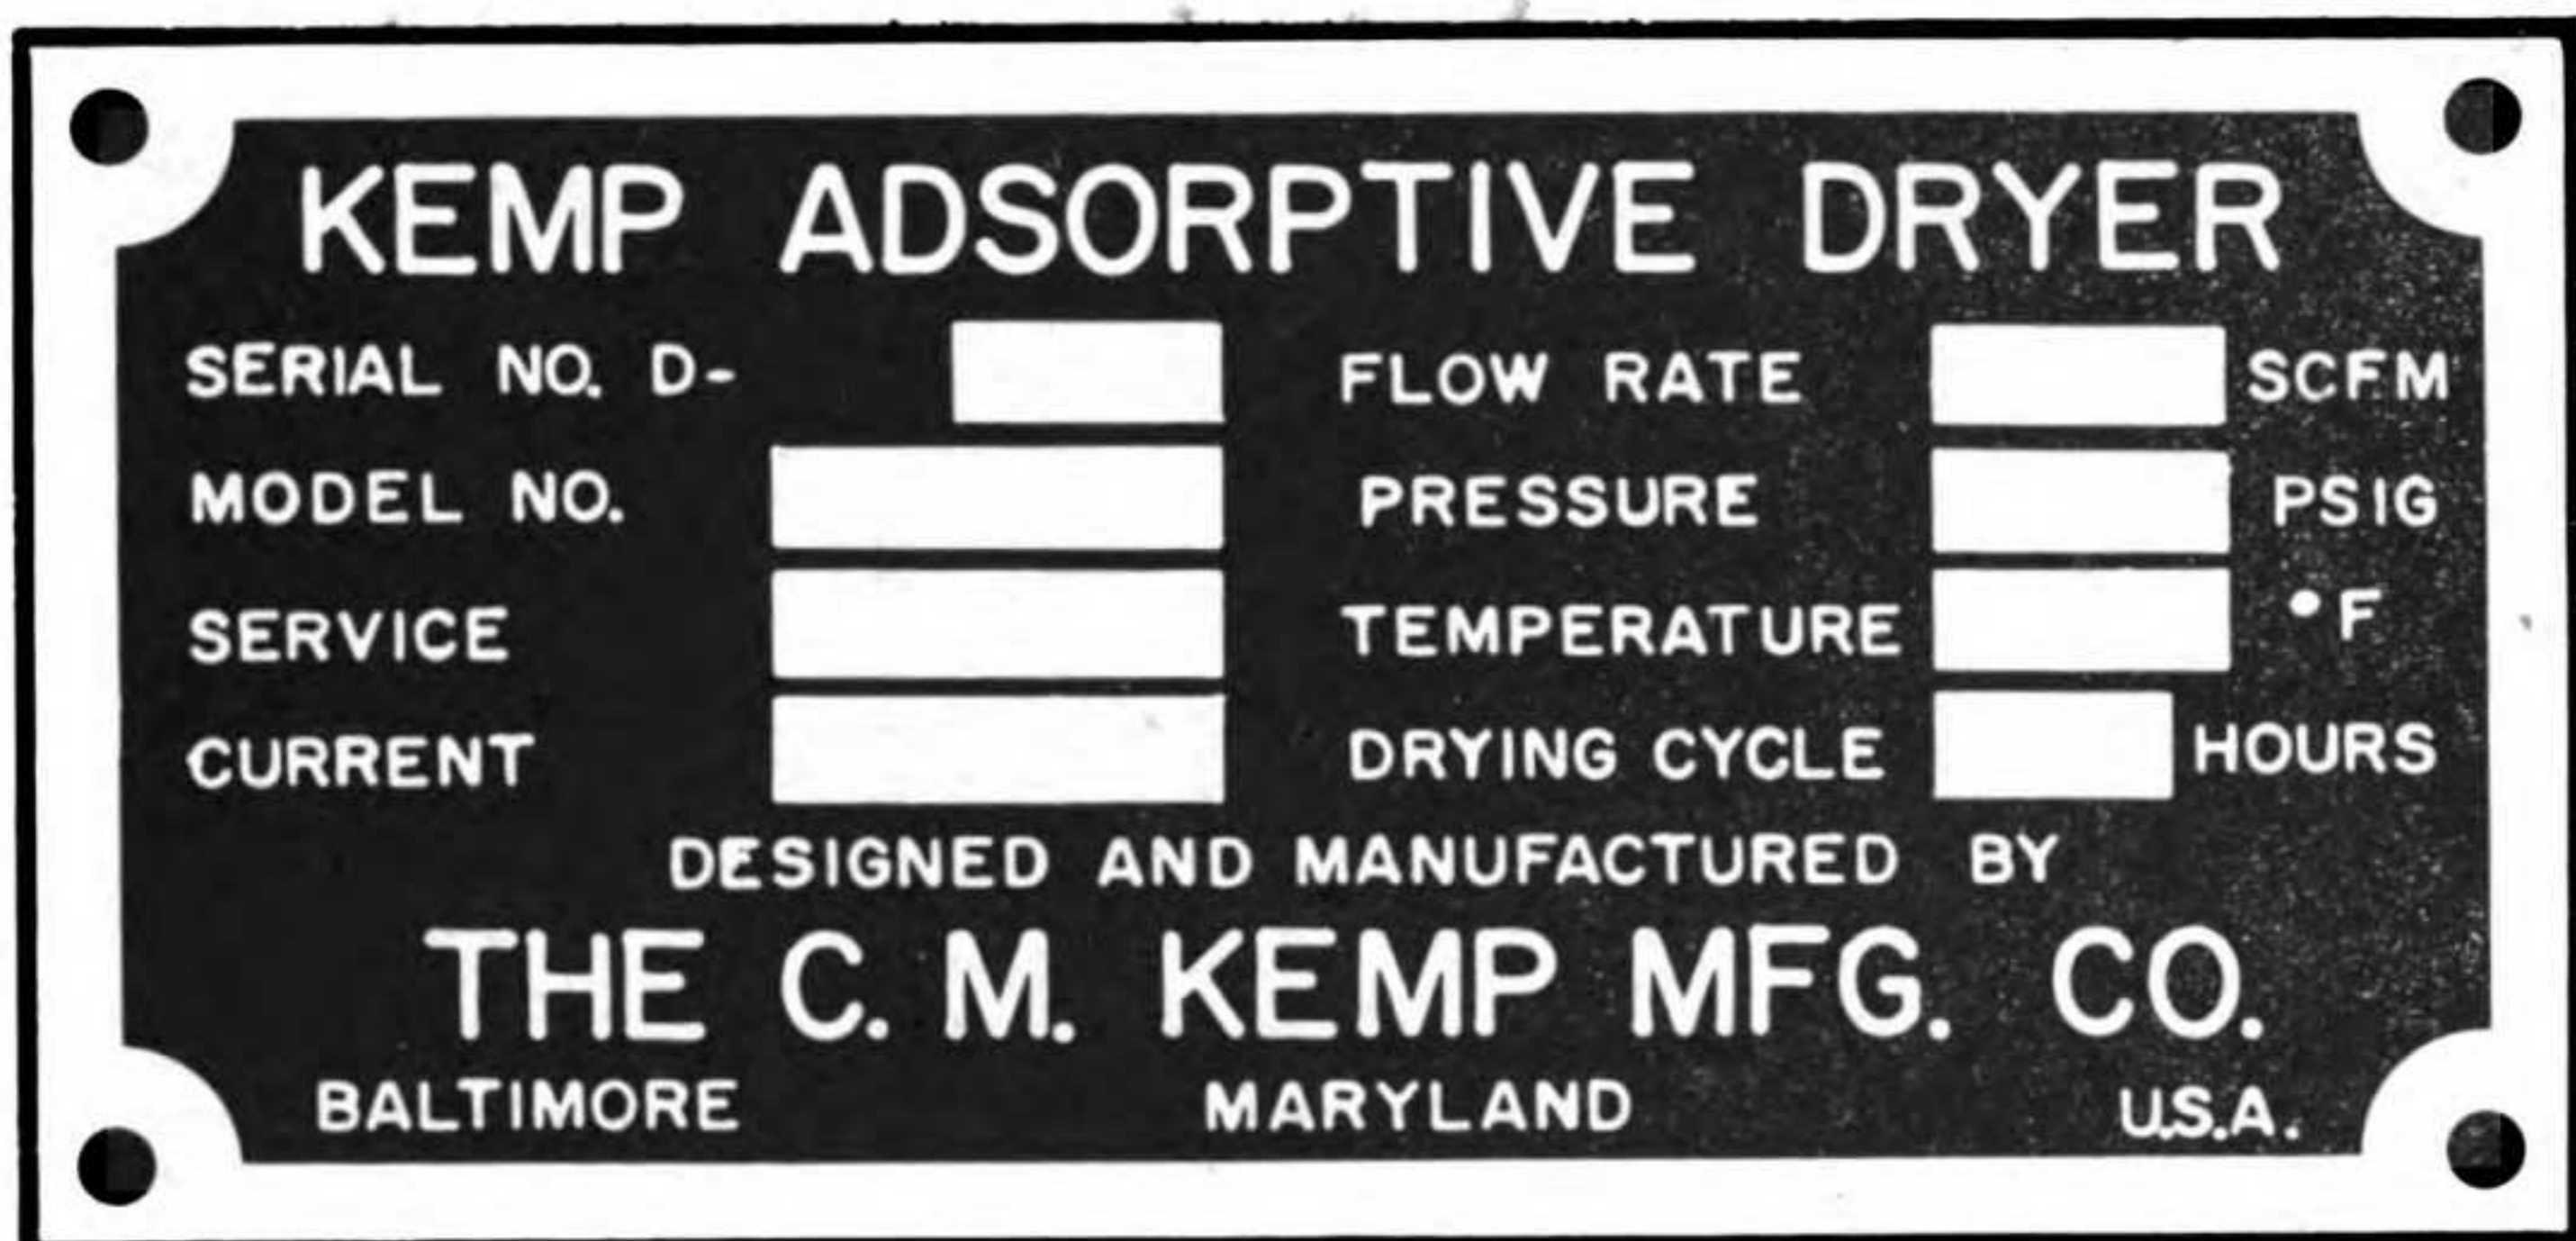 KEMP ADSORPTIVE DRYER
SERIAL NO. D- FLOW RATE SCFM
MODEL NO. PRESSURE PSIG
SERVICE TEMPERATURE °F
CURRENT DRYING CYCLE HOURS
DESIGNED AND MANUFACTURED BY
THE C. M. KEMP MFG. CO.
BALTIMORE MARYLAND U.S.A.